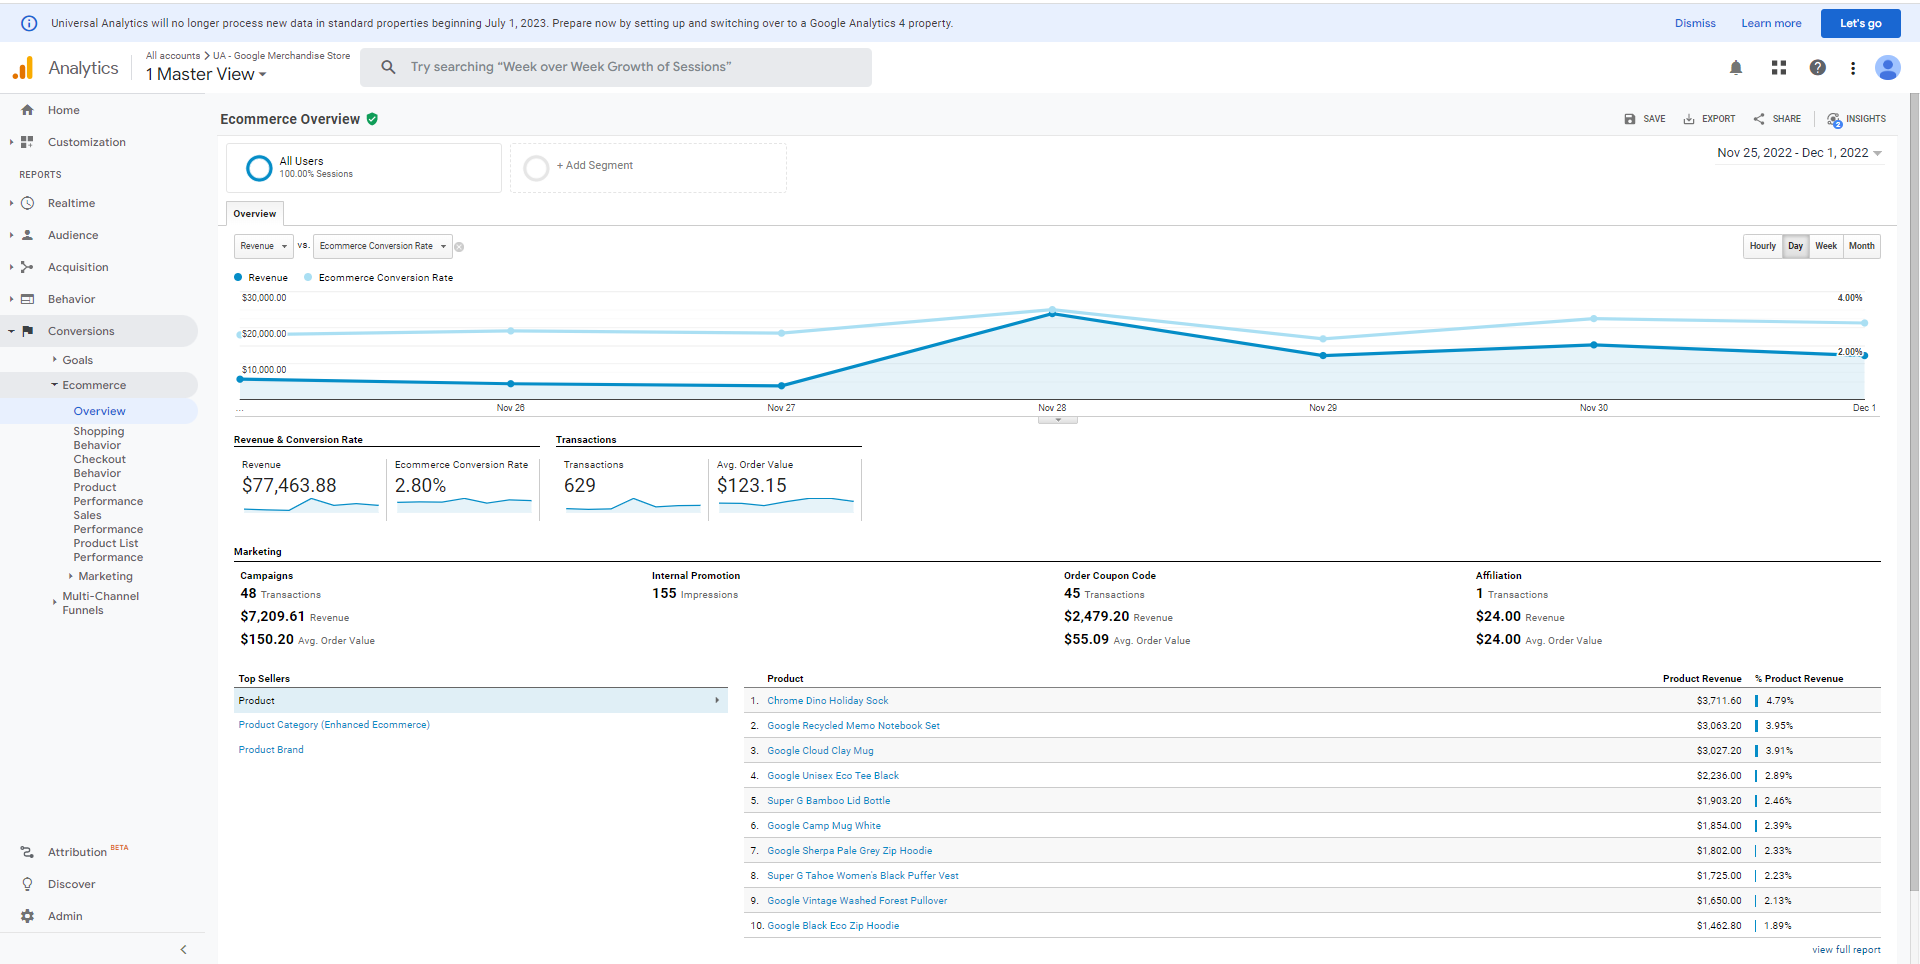 Universal Analytics will no longer process new data in standard properties beginning July 1, 2023. Prepare now by setting up and switching over to a Google Analytics 4 property.
Dismiss
Learn more
Let's go
Analytics
All accounts > UA - Google Merchandise Store
1 Master View
Try searching “Week over Week Growth of Sessions”
Home
Customization
REPORTS
Realtime
Audience
Acquisition
Behavior
Conversions
Goals
Ecommerce
Overview
Shopping
Behavior
Checkout
Behavior
Product
Performance
Sales
Performance
Product List
Performance
Marketing
Multi-Channel
Funnels
Attribution BETA
Discover
Admin
Ecommerce Overview
SAVE
EXPORT
SHARE
2
INSIGHTS
All Users
100.00% Sessions
+ Add Segment
Nov 25, 2022 - Dec 1, 2022
Overview
Revenue
vs.
Ecommerce Conversion Rate
Hourly
Day
Week
Month
Revenue
Ecommerce Conversion Rate
$30,000.00
$20,000.00
$10,000.00
4.00%
2.00%
...
Nov 26
Nov 27
Nov 28
Nov 29
Nov 30
Dec 1
Revenue & Conversion Rate
Revenue
$77,463.88
Ecommerce Conversion Rate
2.80%
Transactions
Transactions
629
Avg. Order Value
$123.15
Marketing
Campaigns
48 Transactions
$7,209.61 Revenue
$150.20 Avg. Order Value
Internal Promotion
155 Impressions
Order Coupon Code
45 Transactions
$2,479.20 Revenue
$55.09 Avg. Order Value
Affiliation
1 Transactions
$24.00 Revenue
$24.00 Avg. Order Value
Top Sellers
Product
Product Category (Enhanced Ecommerce)
Product Brand
Product Product Revenue % Product Revenue
1. Chrome Dino Holiday Sock $3,711.60 4.79%
2. Google Recycled Memo Notebook Set $3,063.20 3.95%
3. Google Cloud Clay Mug $3,027.20 3.91%
4. Google Unisex Eco Tee Black $2,236.00 2.89%
5. Super G Bamboo Lid Bottle $1,903.20 2.46%
6. Google Camp Mug White $1,854.00 2.39%
7. Google Sherpa Pale Grey Zip Hoodie $1,802.00 2.33%
8. Super G Tahoe Women's Black Puffer Vest $1,725.00 2.23%
9. Google Vintage Washed Forest Pullover $1,650.00 2.13%
10. Google Black Eco Zip Hoodie $1,462.80 1.89%
view full report